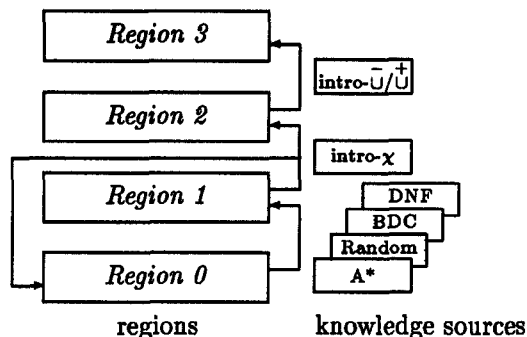 Region 3
intro-∪̄/∪⁺
Region 2
intro-χ
Region 1
DNF
BDC
Random
Region 0
A*
regions
knowledge sources